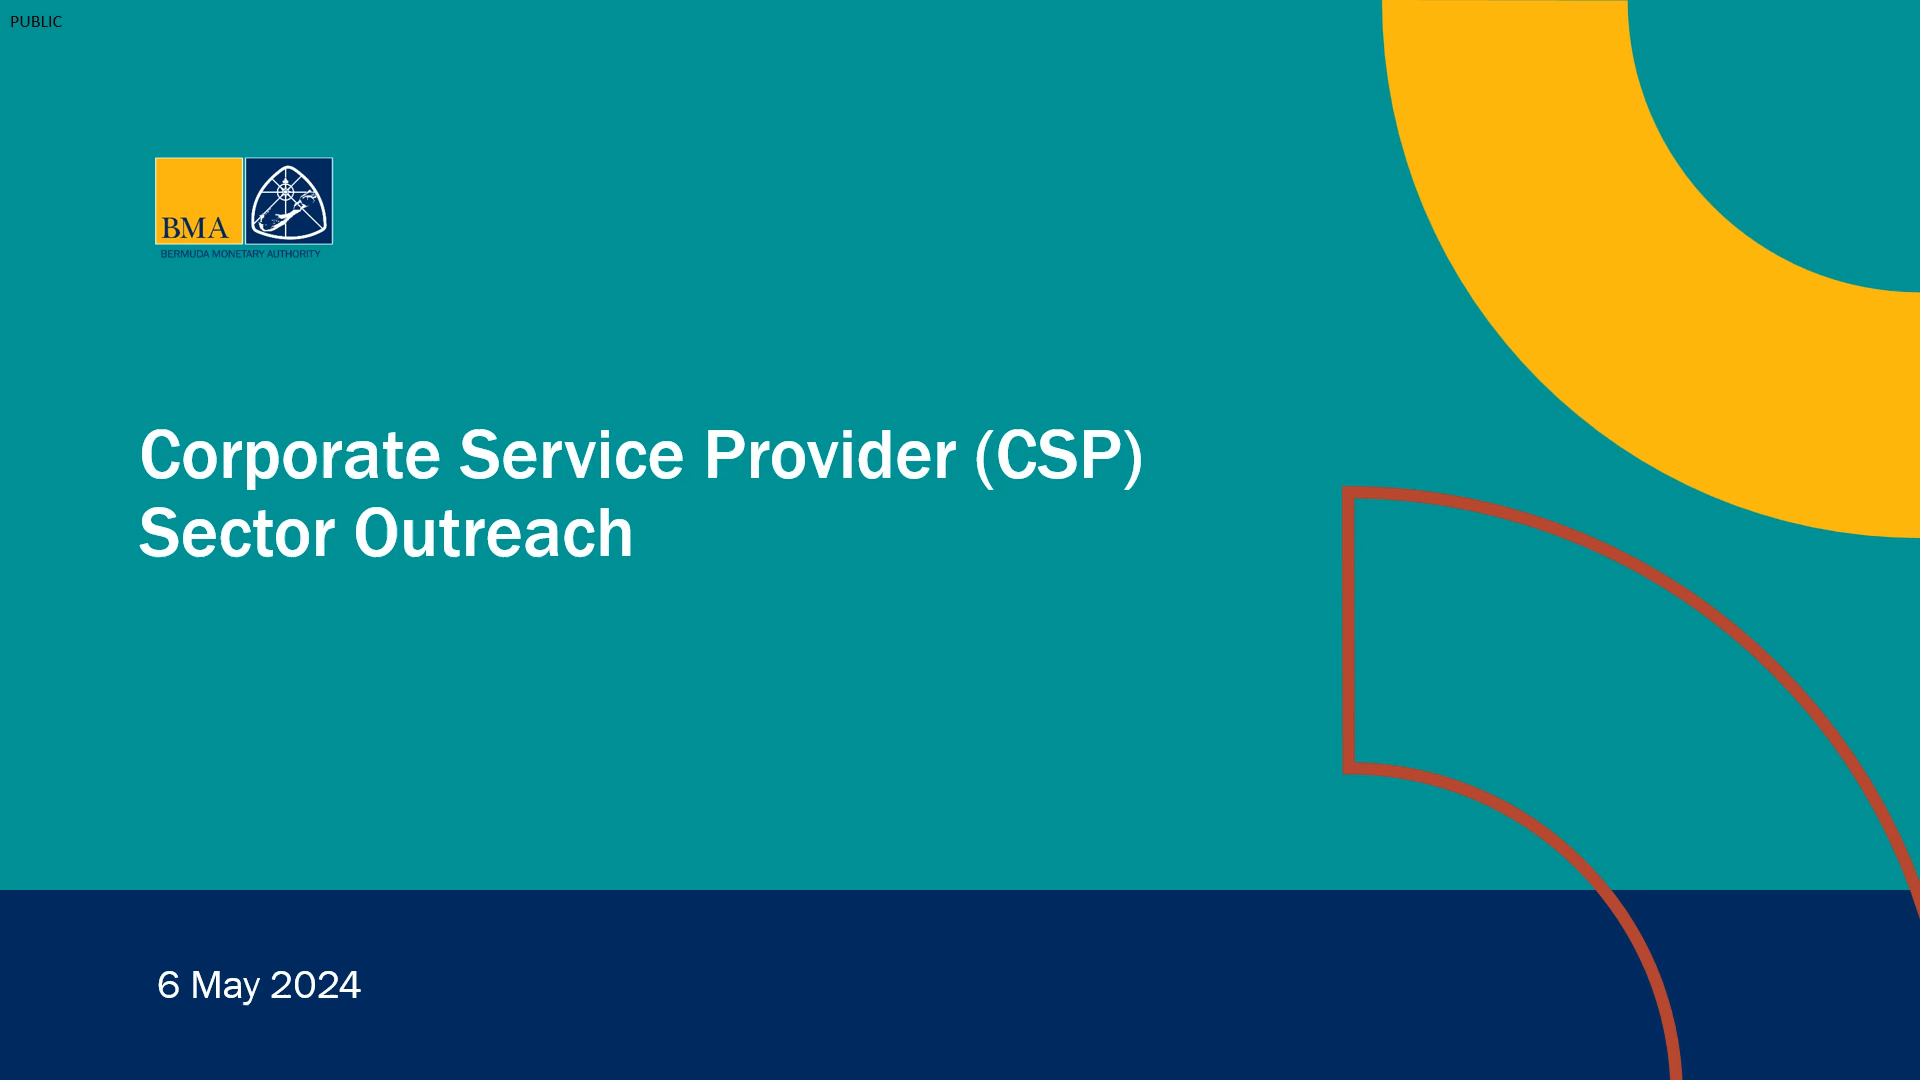 PUBLIC
BMA
BERMUDA MONETARY AUTHORITY
Corporate Service Provider (CSP)
Sector Outreach
6 May 2024